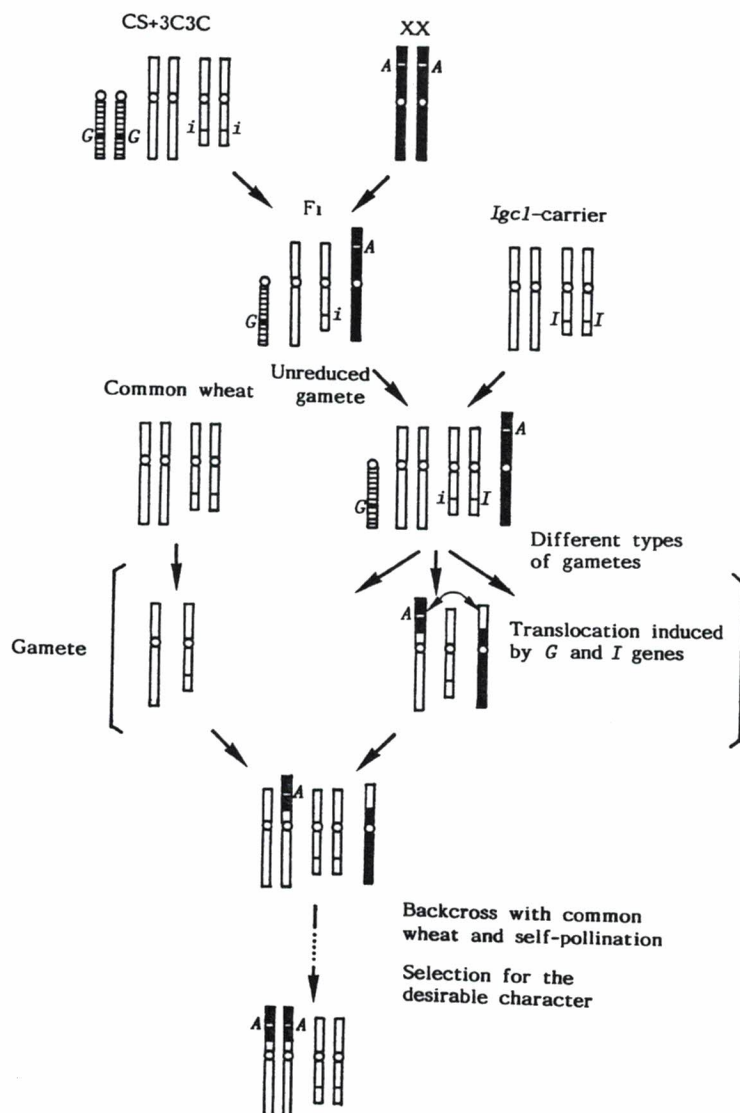 CS+3C3C
XX
A A
G G i i
F1
Igc1-carrier
A
G i
I I
Unreduced
gamete
Common wheat
A
G i I
Different types
of gametes
Gamete
A
Translocation induced
by G and I genes
A
Backcross with common
wheat and self-pollination
Selection for the
desirable character
A A